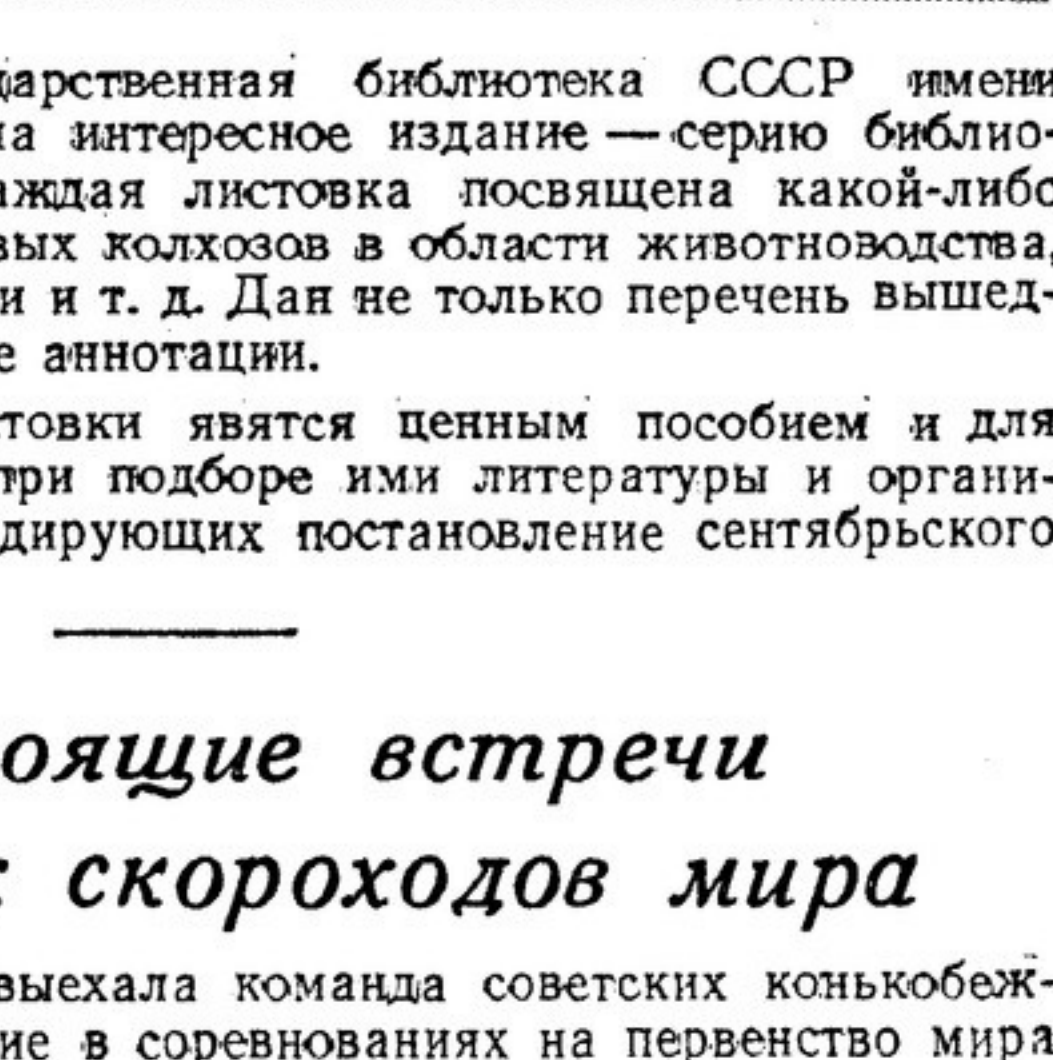 дарственная библиотека СССР имени
на интересное издание — серию библио-
аждая листовка посвящена какой-либо
вых колхозов в области животноводства,
и и т. д. Дан не только перечень вышед-
е аннотации.
товки явятся ценным пособием и для
при подборе ими литературы и органи-
дирующих постановление сентябрьского
оящие встречи
х скороходов мира
выехала команда советских конькобеж-
ие в соревнованиях на первенство мира